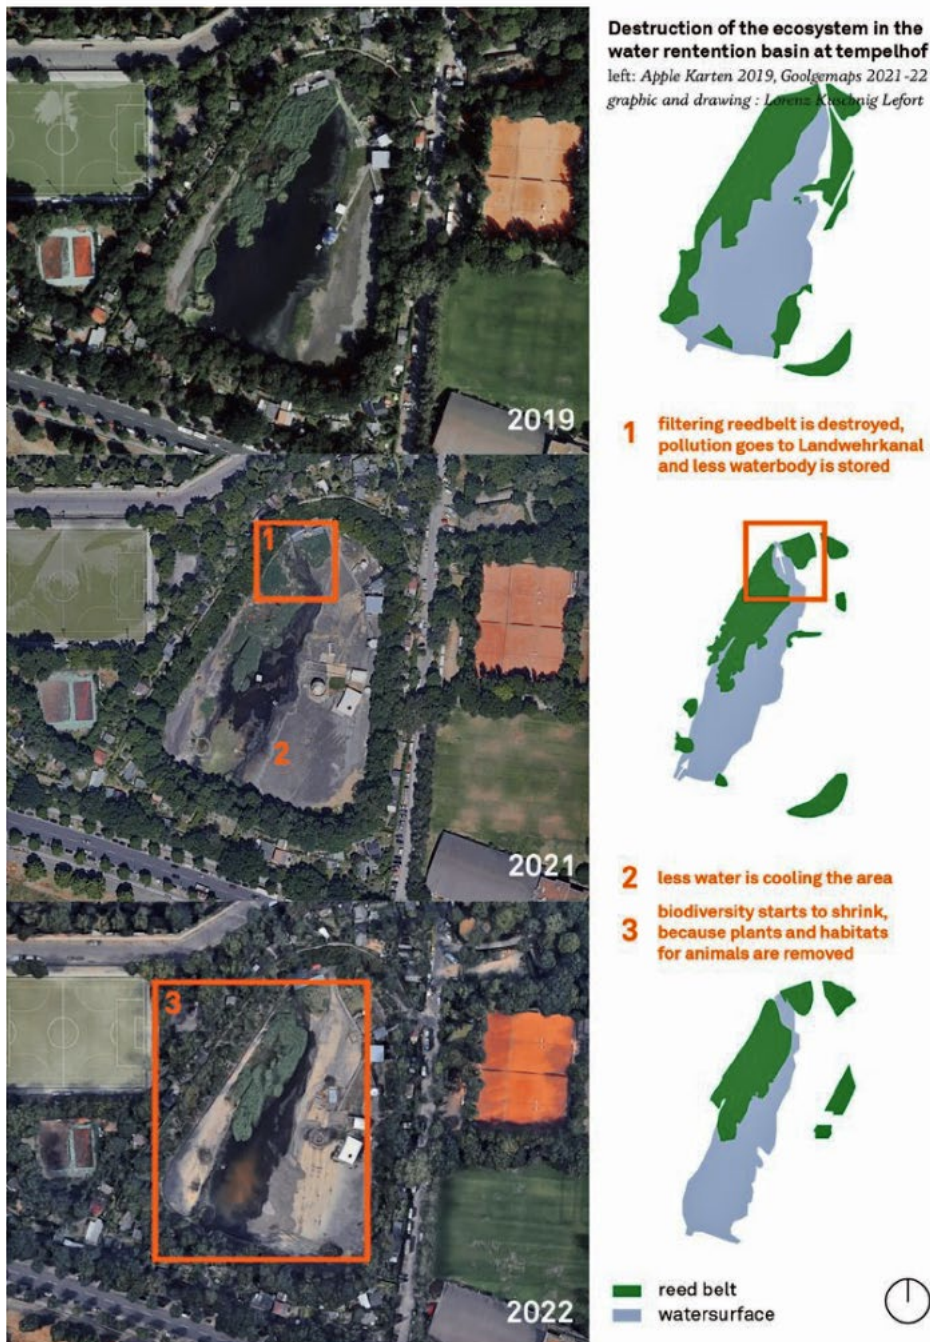 Destruction of the ecosystem in the
water rentention basin at tempelhof
left: Apple Karten 2019, Goolgemaps 2021-22
graphic and drawing : Lorenz Kuschnig Lefort
2019
1 filtering reedbelt is destroyed,
pollution goes to Landwehrkanal
and less waterbody is stored
1
2
2021
2 less water is cooling the area
3 biodiversity starts to shrink,
because plants and habitats
for animals are removed
3
2022
reed belt
watersurface